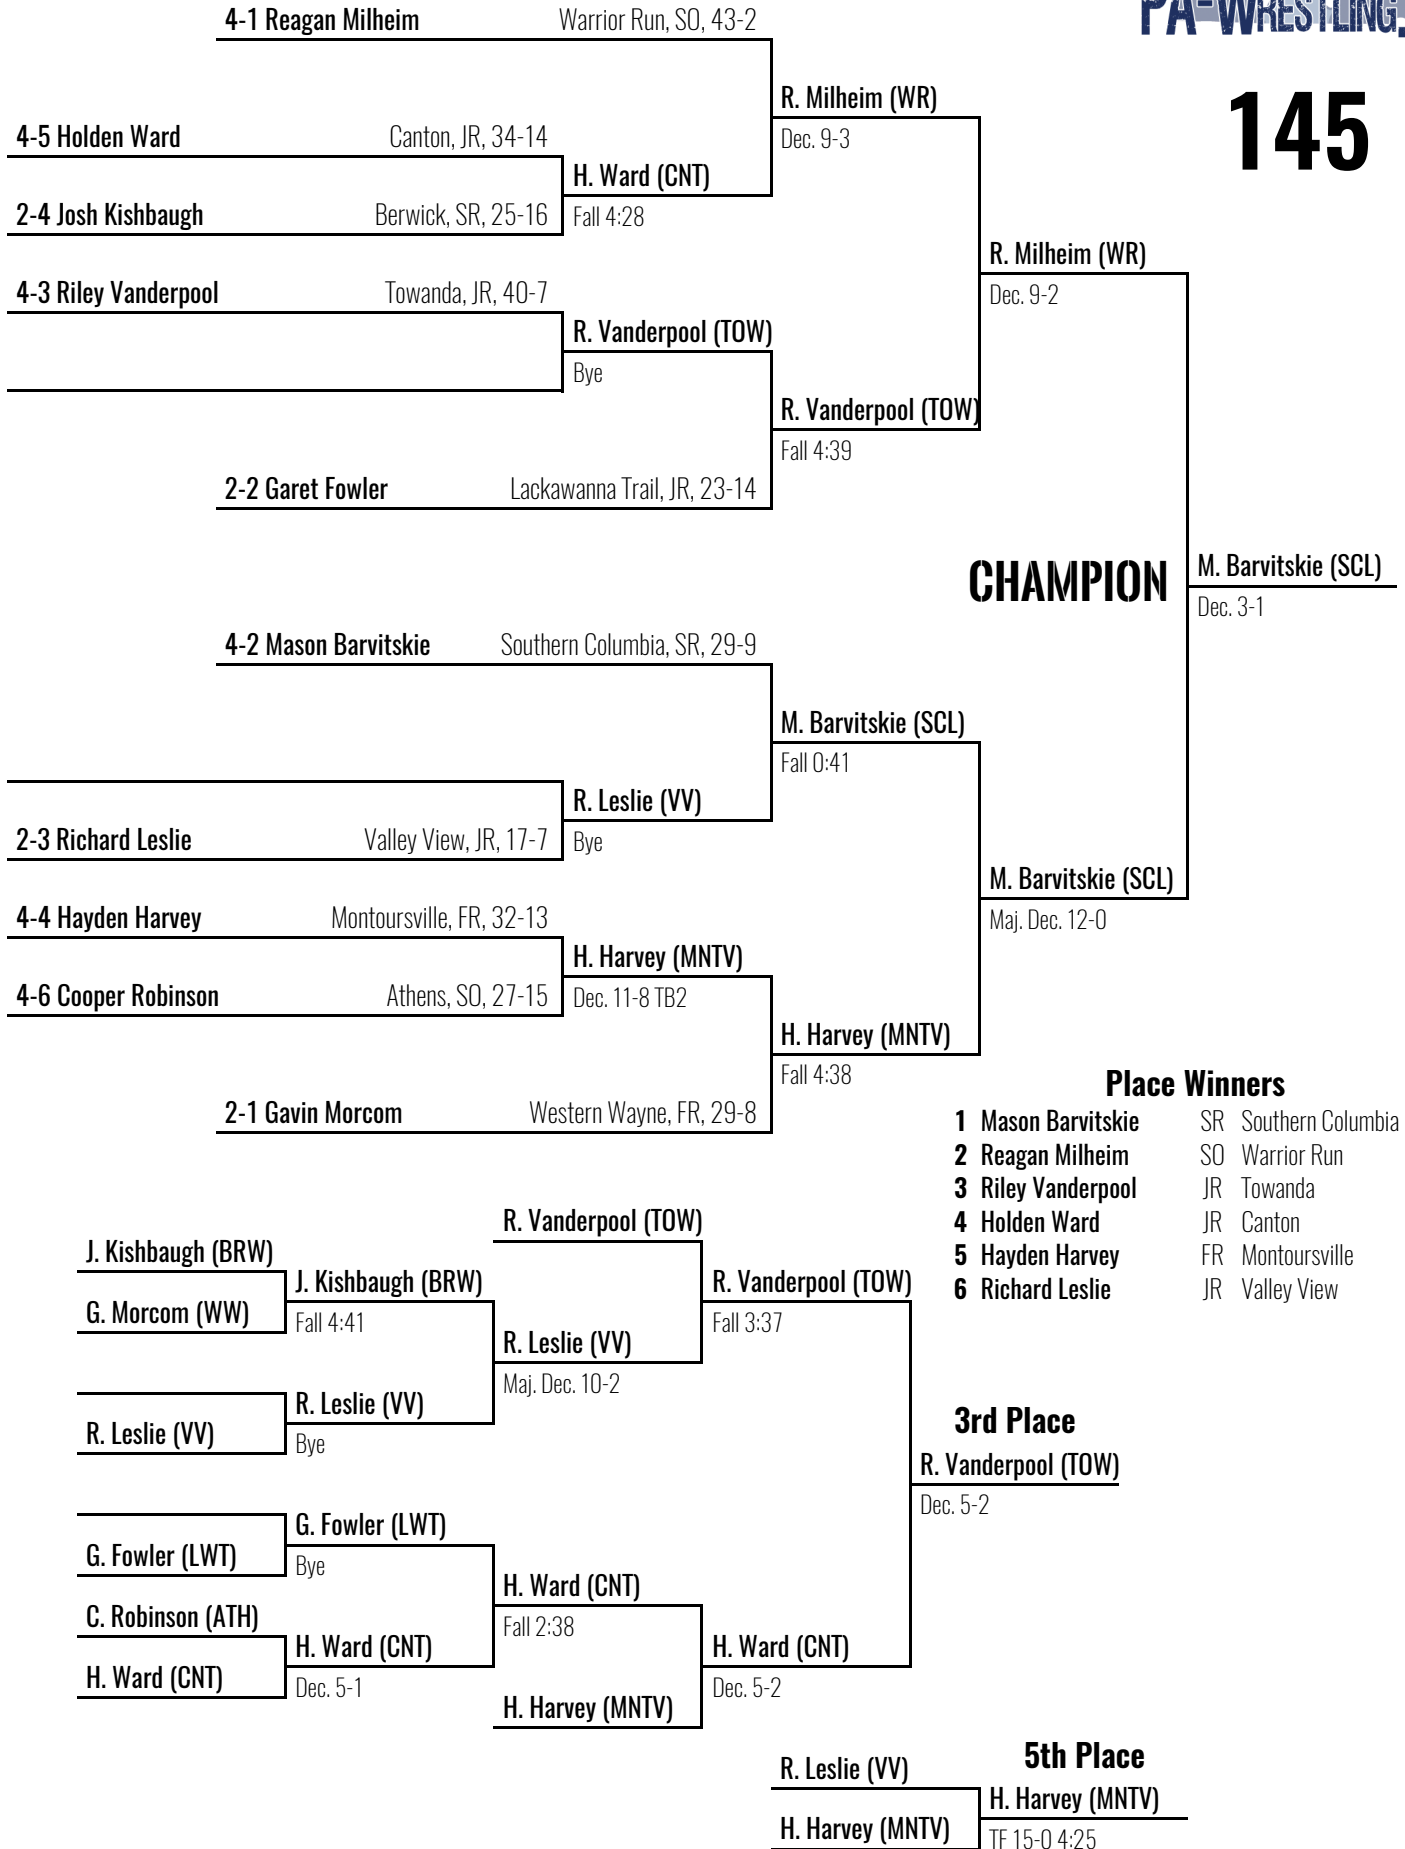 PA-WRESTLING.
145
4-1 Reagan Milheim Warrior Run, SO, 43-2
R. Milheim (WR)
Dec. 9-3
4-5 Holden Ward Canton, JR, 34-14
H. Ward (CNT)
Fall 4:28
2-4 Josh Kishbaugh Berwick, SR, 25-16
R. Milheim (WR)
Dec. 9-2
4-3 Riley Vanderpool Towanda, JR, 40-7
R. Vanderpool (TOW)
Bye
R. Vanderpool (TOW)
Fall 4:39
2-2 Garet Fowler Lackawanna Trail, JR, 23-14
CHAMPION
M. Barvitskie (SCL)
Dec. 3-1
4-2 Mason Barvitskie Southern Columbia, SR, 29-9
M. Barvitskie (SCL)
Fall 0:41
R. Leslie (VV)
Bye
2-3 Richard Leslie Valley View, JR, 17-7
M. Barvitskie (SCL)
Maj. Dec. 12-0
4-4 Hayden Harvey Montoursville, FR, 32-13
H. Harvey (MNTV)
Dec. 11-8 TB2
4-6 Cooper Robinson Athens, SO, 27-15
H. Harvey (MNTV)
Fall 4:38
2-1 Gavin Morcom Western Wayne, FR, 29-8
Place Winners
1 Mason Barvitskie SR Southern Columbia
2 Reagan Milheim SO Warrior Run
3 Riley Vanderpool JR Towanda
4 Holden Ward JR Canton
5 Hayden Harvey FR Montoursville
6 Richard Leslie JR Valley View
R. Vanderpool (TOW)
J. Kishbaugh (BRW)
J. Kishbaugh (BRW)
Fall 4:41
G. Morcom (WW)
R. Vanderpool (TOW)
Fall 3:37
R. Leslie (VV)
Maj. Dec. 10-2
R. Leslie (VV)
Bye
R. Leslie (VV)
3rd Place
R. Vanderpool (TOW)
Dec. 5-2
G. Fowler (LWT)
Bye
G. Fowler (LWT)
H. Ward (CNT)
Fall 2:38
C. Robinson (ATH)
H. Ward (CNT)
Dec. 5-1
H. Ward (CNT)
H. Ward (CNT)
Dec. 5-2
H. Harvey (MNTV)
5th Place
R. Leslie (VV)
H. Harvey (MNTV)
TF 15-0 4:25
H. Harvey (MNTV)